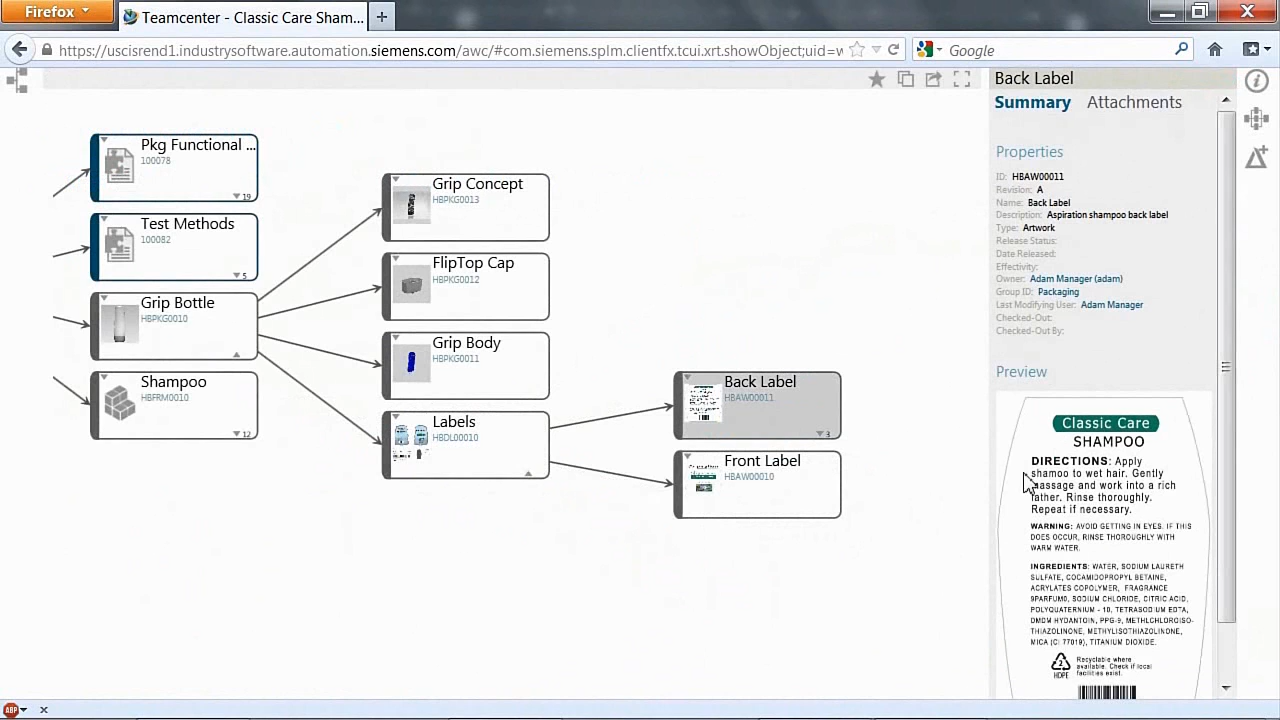 Firefox
Teamcenter - Classic Care Sham...
https://uscisrend1.industrysoftware.automation.siemens.com/awc/#com.siemens.splm.clientfx.tcui.xrt.showObject;uid=w
Google
Pkg Functional ...
100078
19
Test Methods
100082
5
Grip Bottle
HBPKG0010
Shampoo
HBFRM0010
12
Grip Concept
HBPKG0013
FlipTop Cap
HBPKG0012
Grip Body
HBPKG0011
Labels
HBDL00010
Back Label
HBAW00011
3
Front Label
HBAW00010
Back Label
Summary Attachments
Properties
ID: HBAW00011
Revision: A
Name: Back Label
Description: Aspiration shampoo back label
Type: Artwork
Release Status:
Date Released:
Effectivity:
Owner: Adam Manager (adam)
Group ID: Packaging
Last Modifying User: Adam Manager
Checked-Out:
Checked-Out By:
Preview
Classic Care
SHAMPOO
DIRECTIONS: Apply
shamoo to wet hair. Gently
massage and work into a rich
lather. Rinse thoroughly.
Repeat if necessary.
WARNING: AVOID GETTING IN EYES. IF THIS
DOES OCCUR, RINSE THOROUGHLY WITH
WARM WATER.
INGREDIENTS: WATER, SODIUM LAURETH
SULFATE, COCAMIDOPROPYL BETAINE,
ACRYLATES COPOLYMER, FRAGRANCE
9PARFUM0, SODIUM CHLORIDE, CITRIC ACID,
POLYQUATERNIUM - 10, TETRASODIUM EDTA,
DMDM HYDANTOIN, PPG-9, METHLCHLOROISO-
THIAZOLINONE, METHYLISOTHIAZOLINONE,
MICA (CI 77019), TITANIUM DIOXIDE.
2
HDPE
Recyclable where
available. Check if local
facilities exist.
ABP